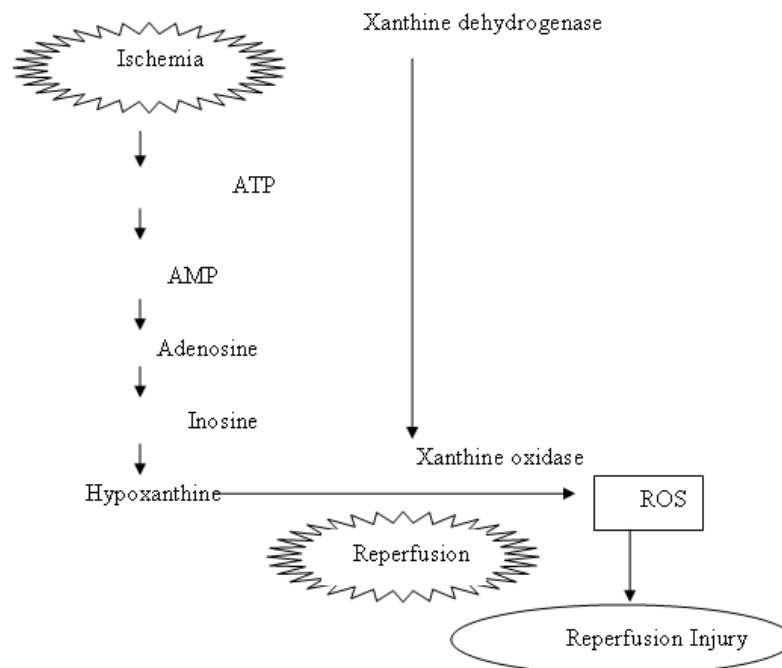 Xanthine dehydrogenase
Ischemia
ATP
AMP
Adenosine
Inosine
Xanthine oxidase
Hypoxanthine
ROS
Reperfusion
Reperfusion Injury